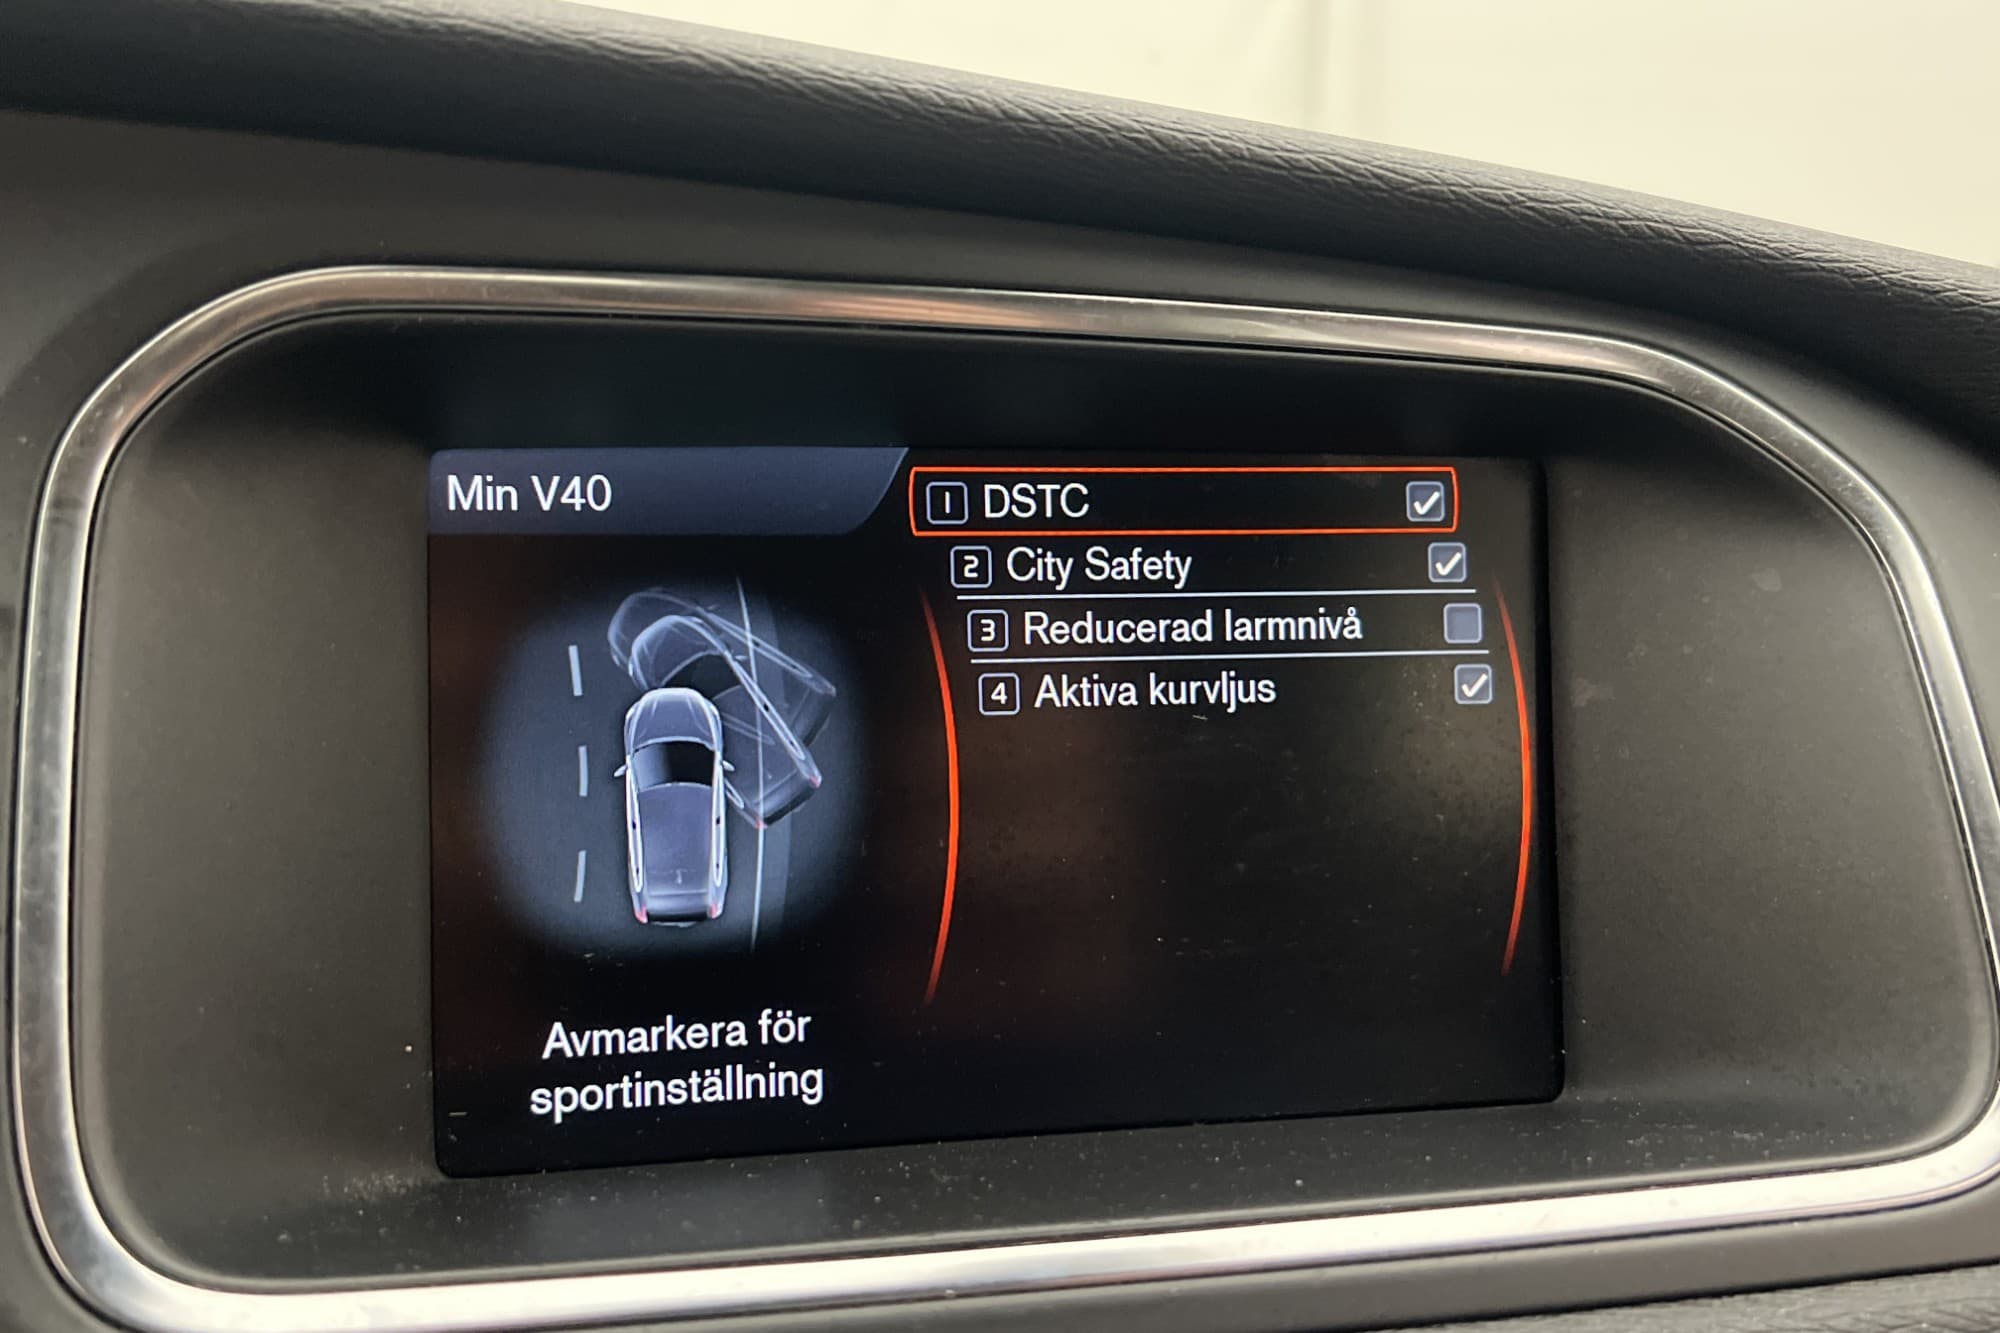 Min V40
1 DSTC
2 City Safety
3 Reducerad larmnivå
4 Aktiva kurvljus
Avmarkera för
sportinställning